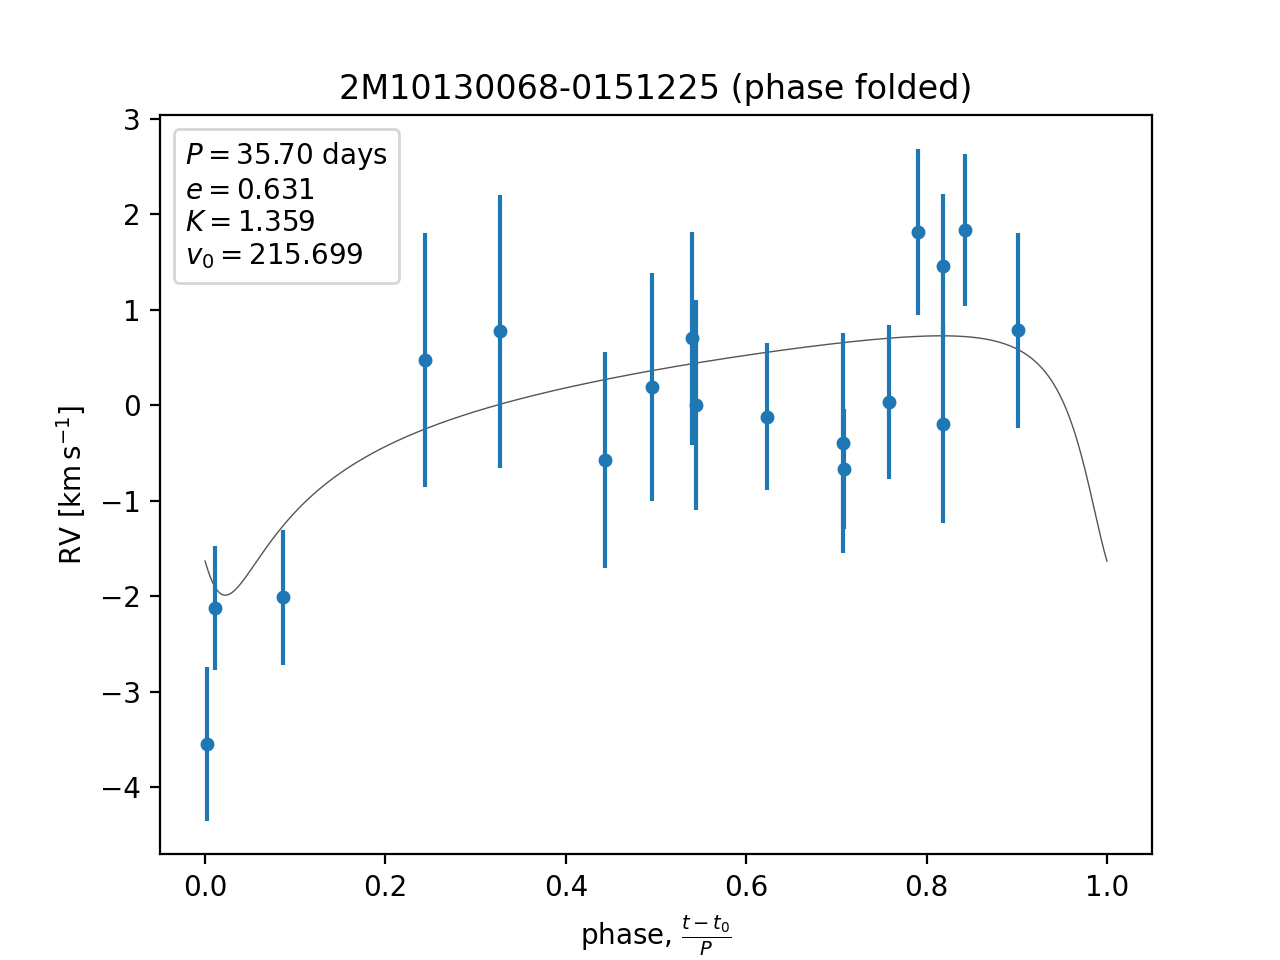 2M10130068-0151225 (phase folded)
P = 35.70 days
e = 0.631
K = 1.359
v₀ = 215.699
3
2
1
0
−1
−2
−3
−4
RV [km s⁻¹]
0.0 0.2 0.4 0.6 0.8 1.0
phase, (t − t₀)/P